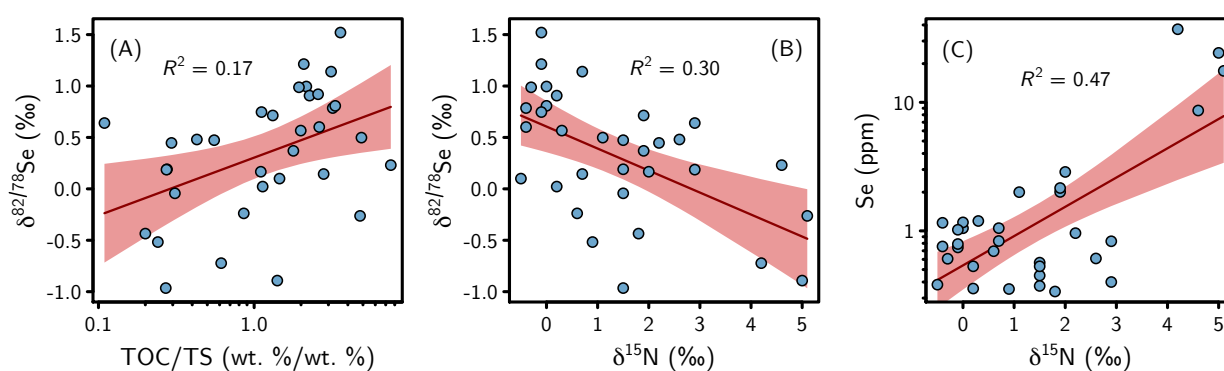 (A)
R² = 0.17
1.5
1.0
0.5
0.0
-0.5
-1.0
δ⁸²/⁷⁸Se (‰)
0.1
1.0
TOC/TS (wt. %/wt. %)
(B)
R² = 0.30
1.5
1.0
0.5
0.0
-0.5
-1.0
δ⁸²/⁷⁸Se (‰)
0 1 2 3 4 5
δ¹⁵N (‰)
(C)
R² = 0.47
10
1
Se (ppm)
0 1 2 3 4 5
δ¹⁵N (‰)